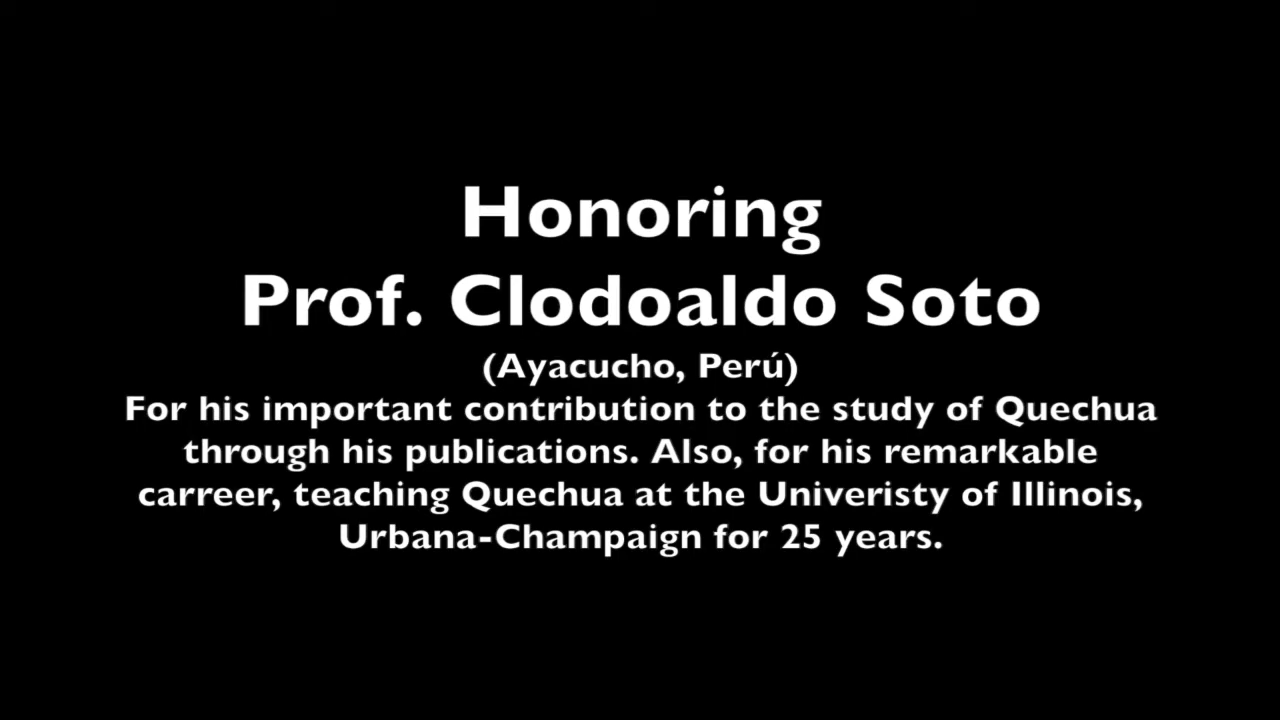 Honoring
Prof. Clodoaldo Soto
(Ayacucho, Perú)
For his important contribution to the study of Quechua
through his publications. Also, for his remarkable
carreer, teaching Quechua at the Univeristy of Illinois,
Urbana-Champaign for 25 years.